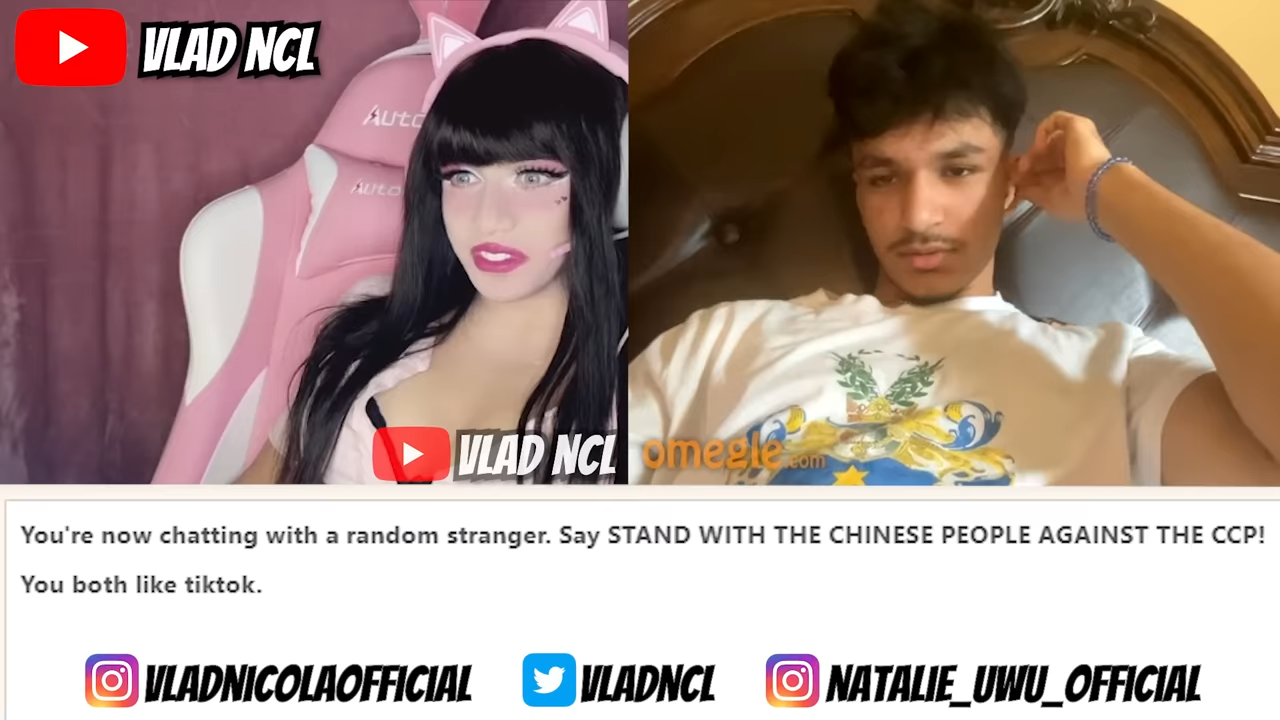 VLAD NCL
AUTO
AUTO
VLAD NCL
omegle.com
You're now chatting with a random stranger. Say STAND WITH THE CHINESE PEOPLE AGAINST THE CCP!
You both like tiktok.
VLADNICOLAOFFICIAL
VLADNCL
NATALIE_UWU_OFFICIAL